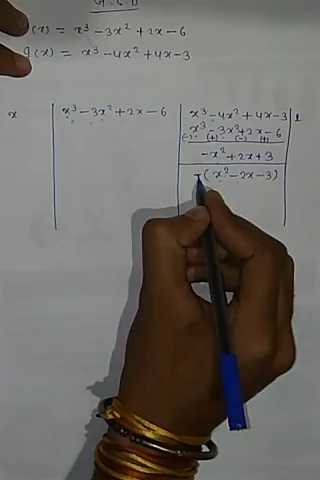 G.C.D
(x) = x³ - 3x² + 2x - 6
g(x) = x³ - 4x² + 4x - 3
x | x³ - 3x² + 2x - 6 | x³ - 4x² + 4x - 3 | 1
x³ - 3x² + 2x - 6
(-) (+) (-) (+)
-x² + 2x + 3
-(x² - 2x - 3)